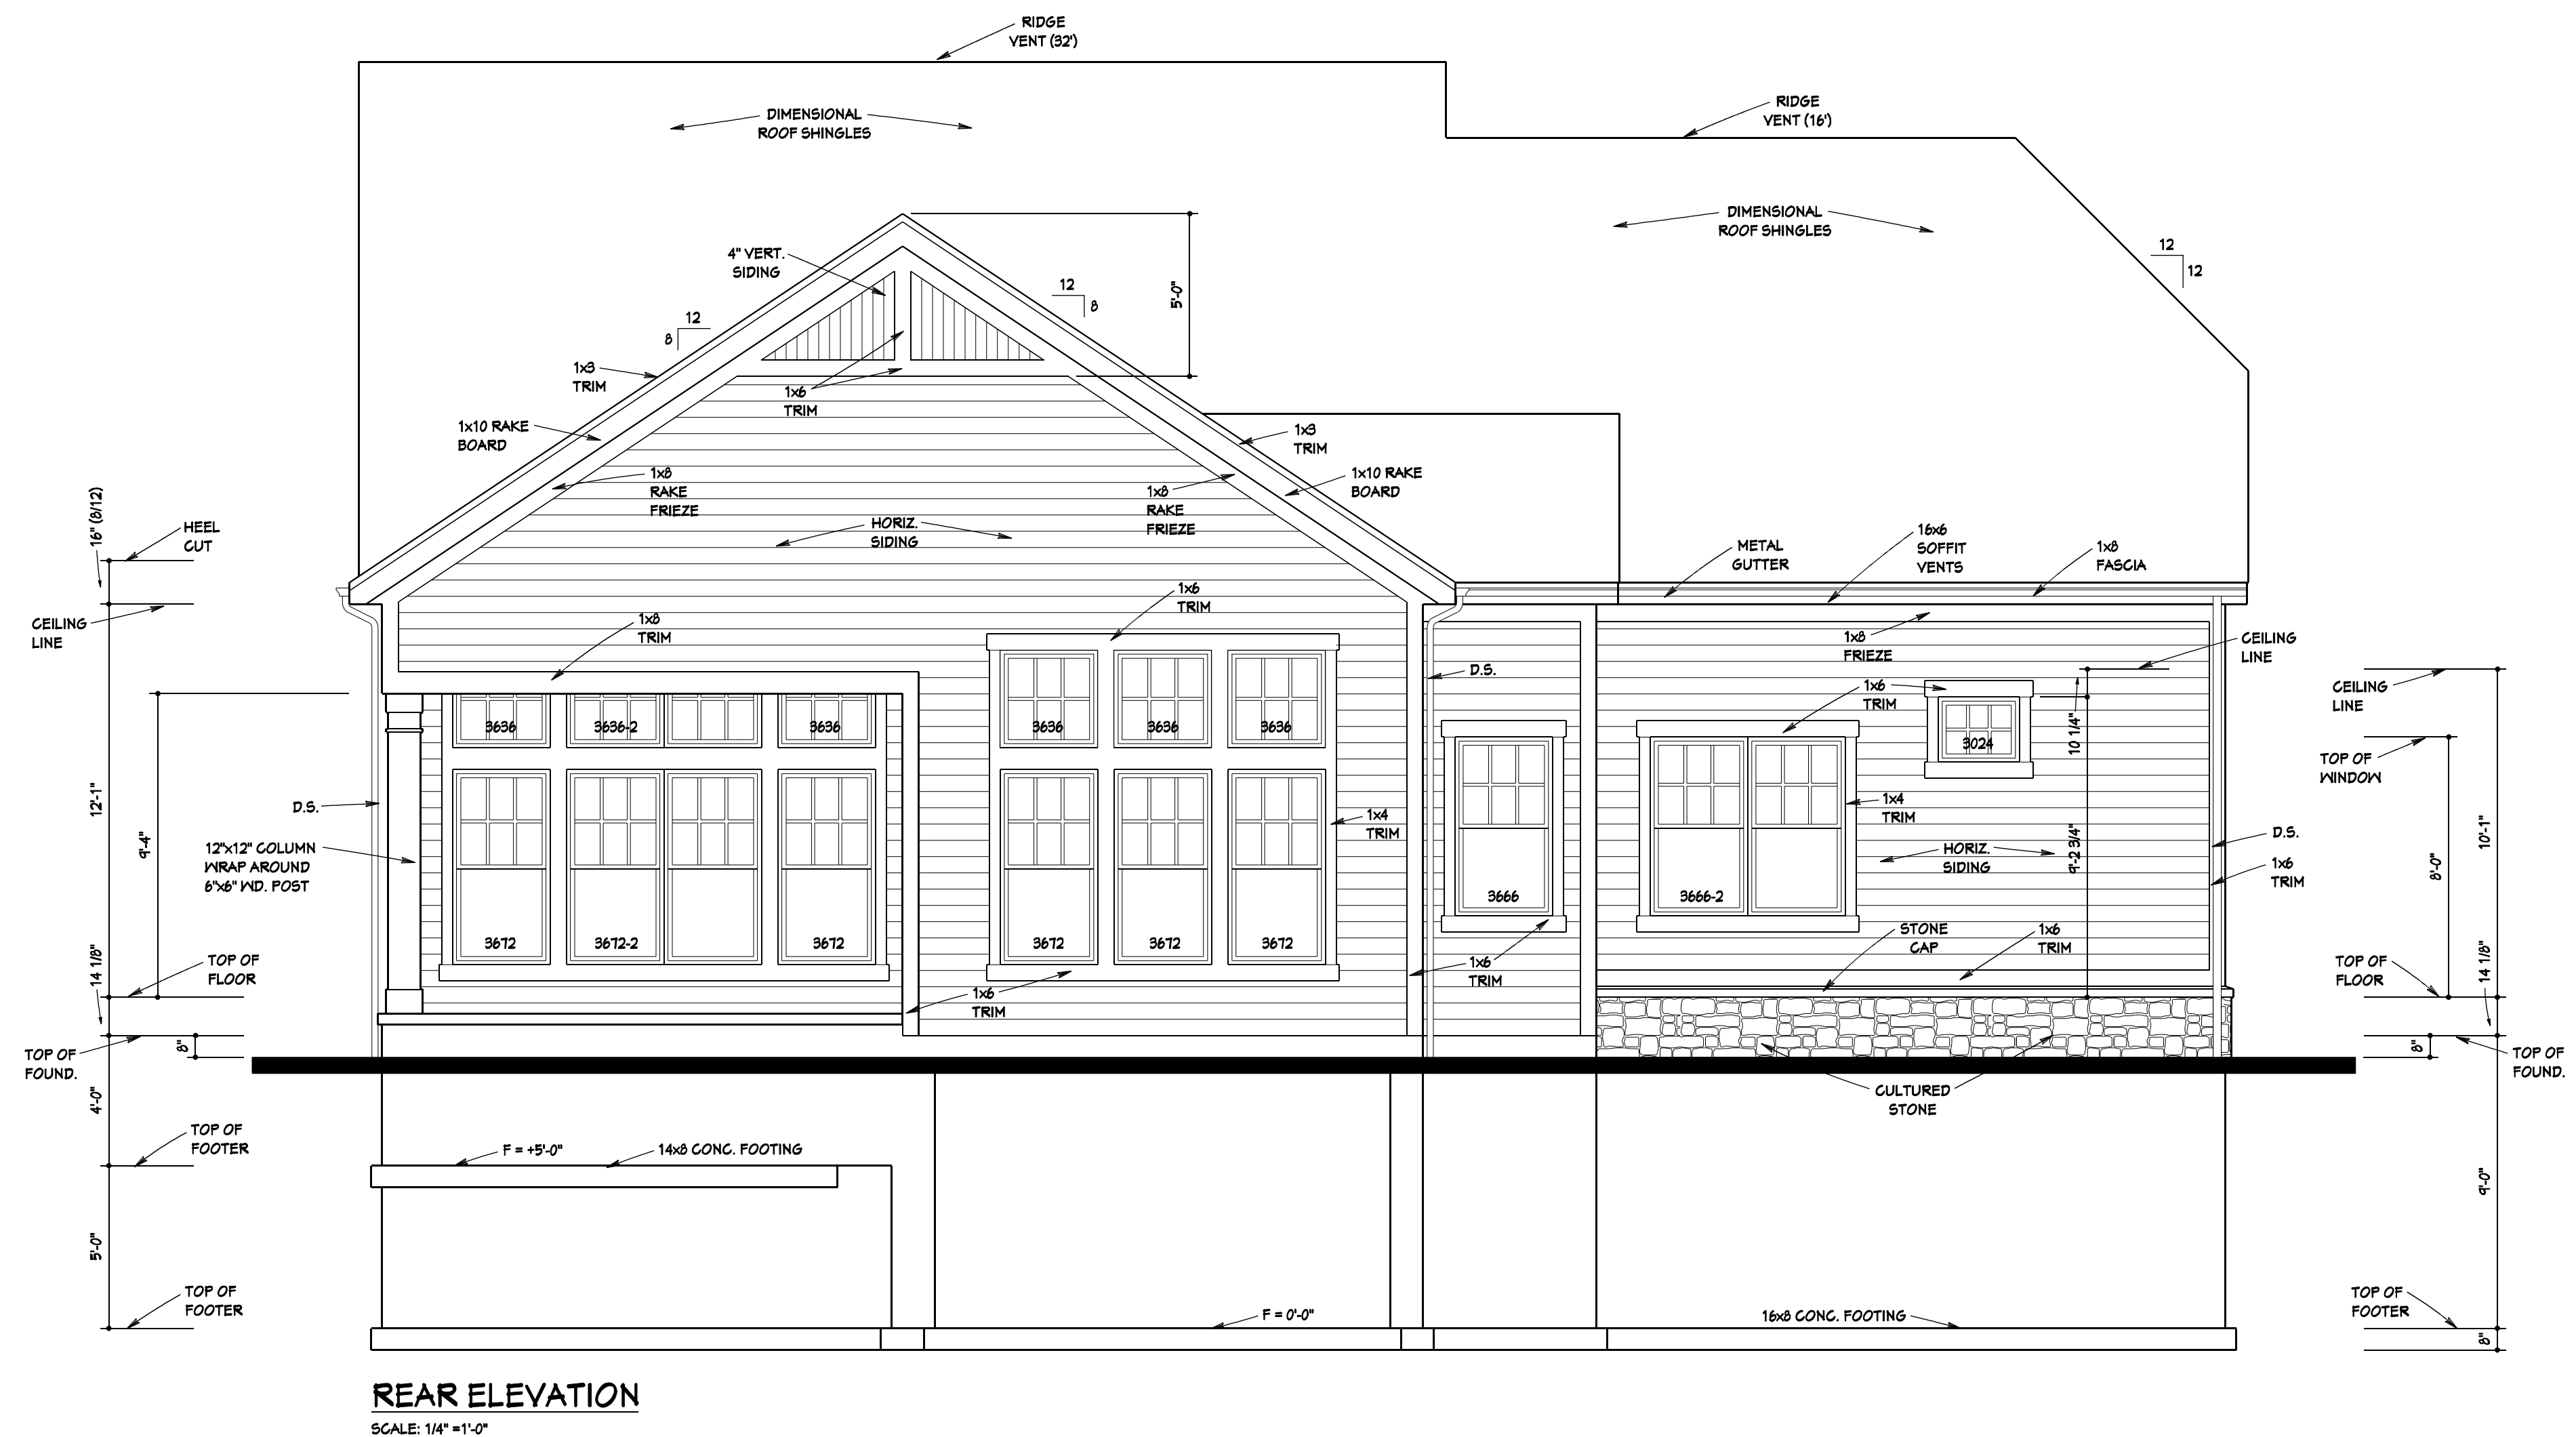 RIDGE
VENT (32')
RIDGE
VENT (16')
DIMENSIONAL
ROOF SHINGLES
DIMENSIONAL
ROOF SHINGLES
4" VERT.
SIDING
12
12
12
8
12
8
5'-0"
1x3
TRIM
1x6
TRIM
1x10 RAKE
BOARD
1x3
TRIM
1x8
RAKE
FRIEZE
1x8
RAKE
FRIEZE
1x10 RAKE
BOARD
HORIZ.
SIDING
16" (8/12)
HEEL
CUT
METAL
GUTTER
16x6
SOFFIT
VENTS
1x8
FASCIA
CEILING
LINE
1x8
TRIM
1x6
TRIM
1x8
FRIEZE
CEILING
LINE
D.S.
1x6
TRIM
CEILING
LINE
3636
3636-2
3636
3636
3636
3636
3024
10 1/4"
TOP OF
WINDOW
12'-1"
D.S.
9'-4"
12"x12" COLUMN
WRAP AROUND
6"x6" WD. POST
1x4
TRIM
1x4
TRIM
HORIZ.
SIDING
9'-2 3/4"
D.S.
1x6
TRIM
8'-0"
10'-1"
3666
3666-2
3672
3672-2
3672
3672
3672
3672
STONE
CAP
1x6
TRIM
14 1/8"
TOP OF
FLOOR
1x6
TRIM
1x6
TRIM
TOP OF
FLOOR
14 1/8"
TOP OF
FOUND.
8"
8"
TOP OF
FOUND.
4'-0"
CULTURED
STONE
TOP OF
FOOTER
F = +5'-0"
14x8 CONC. FOOTING
9'-0"
5'-0"
TOP OF
FOOTER
F = 0'-0"
16x8 CONC. FOOTING
TOP OF
FOOTER
8"
REAR ELEVATION
SCALE: 1/4" =1'-0"